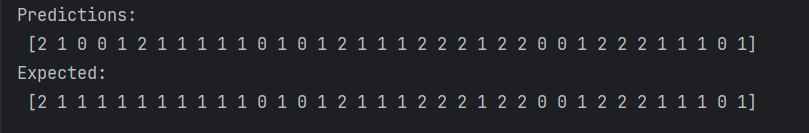 Predictions:
[2 1 0 0 1 2 1 1 1 1 1 0 1 0 1 2 1 1 1 2 2 2 1 2 2 0 0 1 2 2 2 1 1 1 0 1]
Expected:
[2 1 1 1 1 1 1 1 1 1 1 0 1 0 1 2 1 1 1 2 2 2 1 2 2 0 0 1 2 2 2 1 1 1 0 1]